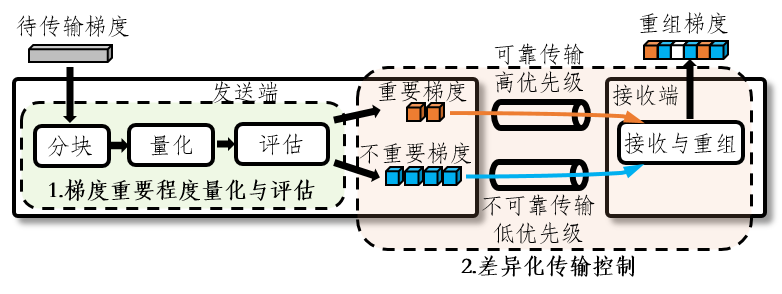 待传输梯度
重组梯度
可靠传输
高优先级
发送端
重要梯度
接收端
分块
量化
评估
不重要梯度
接收与重组
1.梯度重要程度量化与评估
不可靠传输
低优先级
2.差异化传输控制